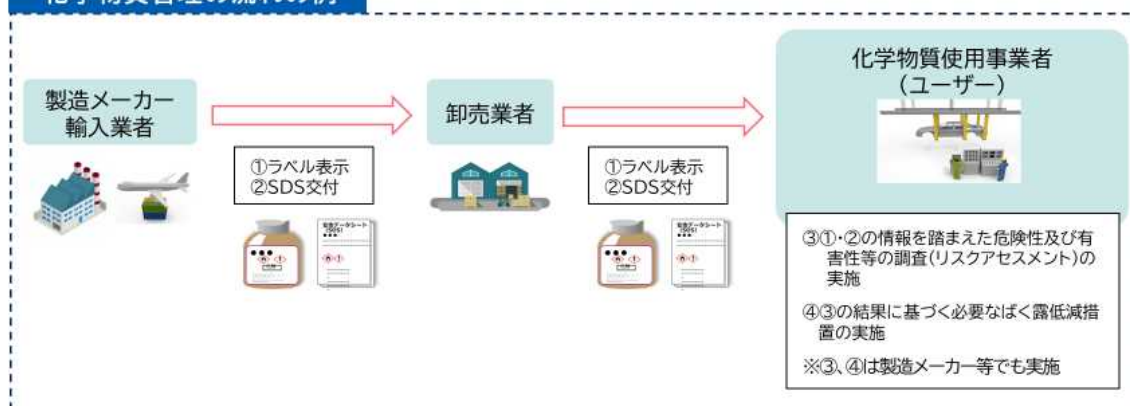 製造メーカー
輸入業者
①ラベル表示
②SDS交付
卸売業者
①ラベル表示
②SDS交付
化学物質使用事業者
(ユーザー)
③①・②の情報を踏まえた危険性及び有
害性等の調査(リスクアセスメント)の
実施
④③の結果に基づく必要なばく露低減措
置の実施
※③、④は製造メーカー等でも実施